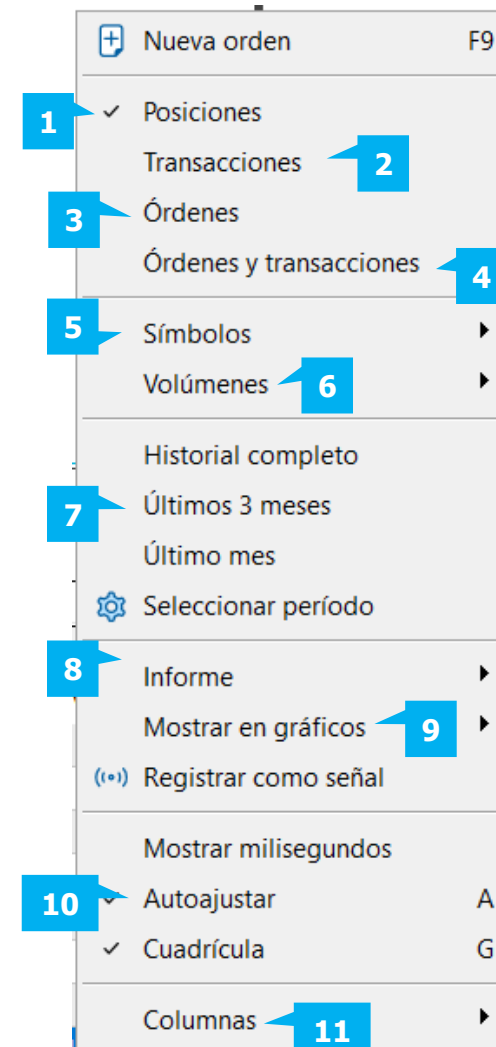 Nueva orden F9
1 Posiciones
Transacciones 2
3 Órdenes
Órdenes y transacciones 4
5 Símbolos
Volúmenes 6
Historial completo
7 Últimos 3 meses
Último mes
Seleccionar período
8 Informe
Mostrar en gráficos 9
Registrar como señal
Mostrar milisegundos
10 Autoajustar A
Cuadrícula G
Columnas 11